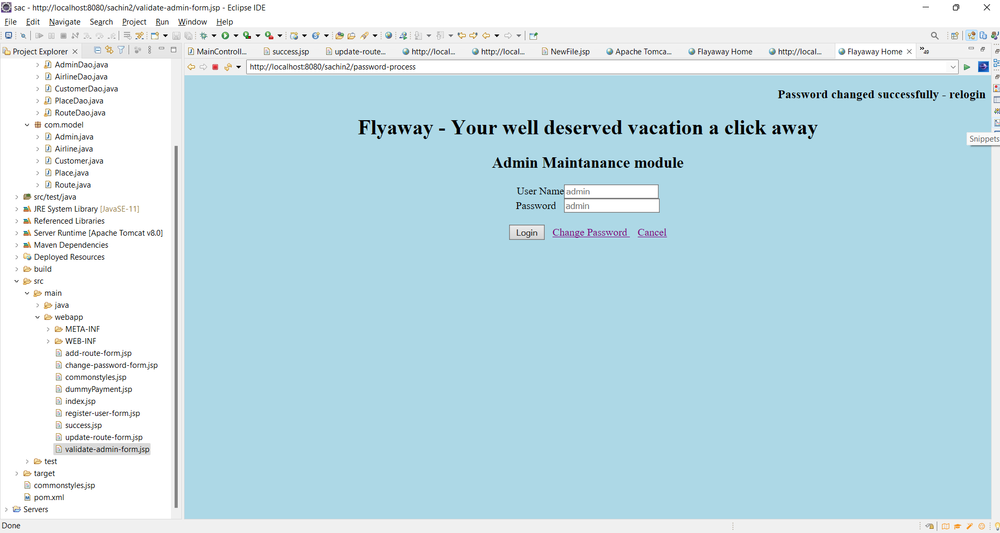 sac - http://localhost:8080/sachin2/validate-admin-form.jsp - Eclipse IDE
File Edit Navigate Search Project Run Window Help
Project Explorer
MainControll... success.jsp update-route... http://local... http://local... NewFile.jsp Apache Tomca... Flayaway Home http://local... Flayaway Home 49
http://localhost:8080/sachin2/password-process
AdminDao.java
AirlineDao.java
CustomerDao.java
PlaceDao.java
RouteDao.java
com.model
Admin.java
Airline.java
Customer.java
Place.java
Route.java
src/test/java
JRE System Library [JavaSE-11]
Referenced Libraries
Server Runtime [Apache Tomcat v8.0]
Maven Dependencies
Deployed Resources
build
src
main
java
webapp
META-INF
WEB-INF
add-route-form.jsp
change-password-form.jsp
commonstyles.jsp
dummyPayment.jsp
index.jsp
register-user-form.jsp
success.jsp
update-route-form.jsp
validate-admin-form.jsp
test
target
commonstyles.jsp
pom.xml
Servers
Password changed successfully - relogin
Flyaway - Your well deserved vacation a click away
Snippets
Admin Maintanance module
User Name admin
Password admin
Login Change Password Cancel
Done